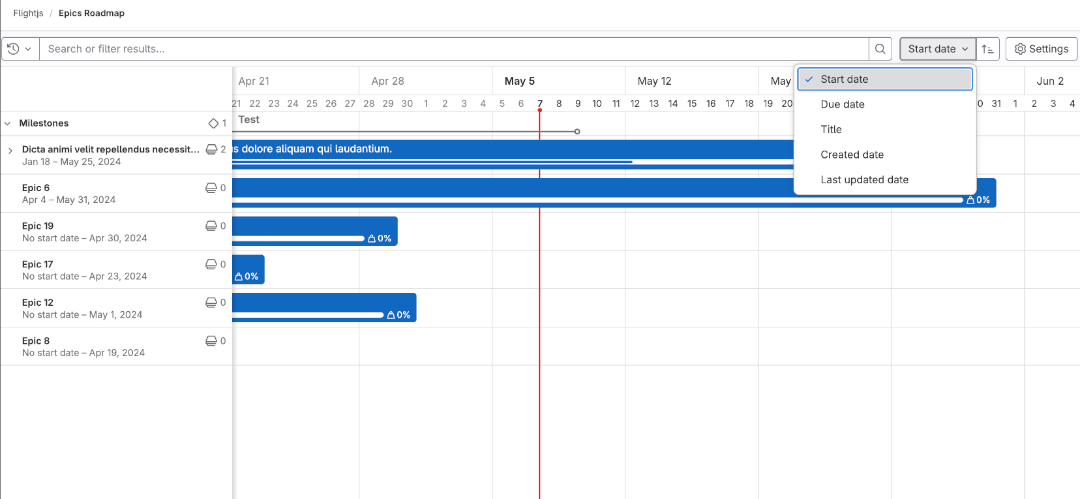 Flightjs / Epics Roadmap
Search or filter results...
Start date
Settings
Start date
Due date
Title
Created date
Last updated date
Apr 21
Apr 28
May 5
May 12
May
Jun 2
21 22 23 24 25 26 27 28 29 30 1 2 3 4 5 6 7 8 9 10 11 12 13 14 15 16 17 18 19 20 0 31 1 2 3 4
Milestones 1
Test
Dicta animi velit repellendus necessit... 2
Jan 18 – May 25, 2024
s dolore aliquam qui laudantium.
Epic 6 0
Apr 4 – May 31, 2024
0%
Epic 19 0
No start date – Apr 30, 2024
0%
Epic 17 0
No start date – Apr 23, 2024
0%
Epic 12 0
No start date – May 1, 2024
0%
Epic 8 0
No start date – Apr 19, 2024